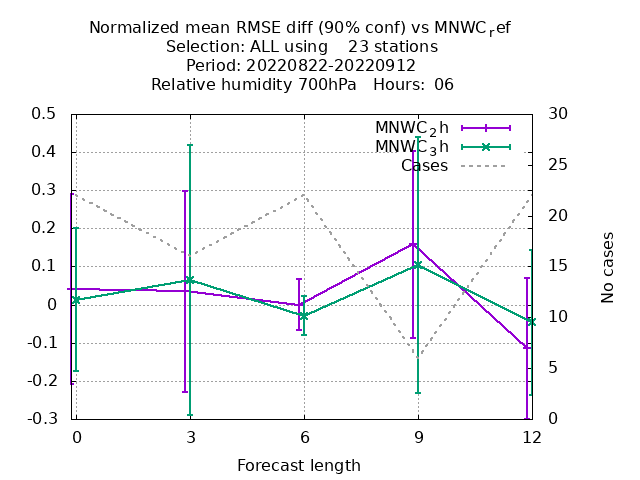 Normalized mean RMSE diff (90% conf) vs MNWC_ref
Selection: ALL using    23 stations
Period: 20220822-20220912
Relative humidity 700hPa   Hours: 06
MNWC_2h
MNWC_3h
Cases
0.5
0.4
0.3
0.2
0.1
0
-0.1
-0.2
-0.3
30
25
20
15
10
5
0
No cases
0
3
6
9
12
Forecast length